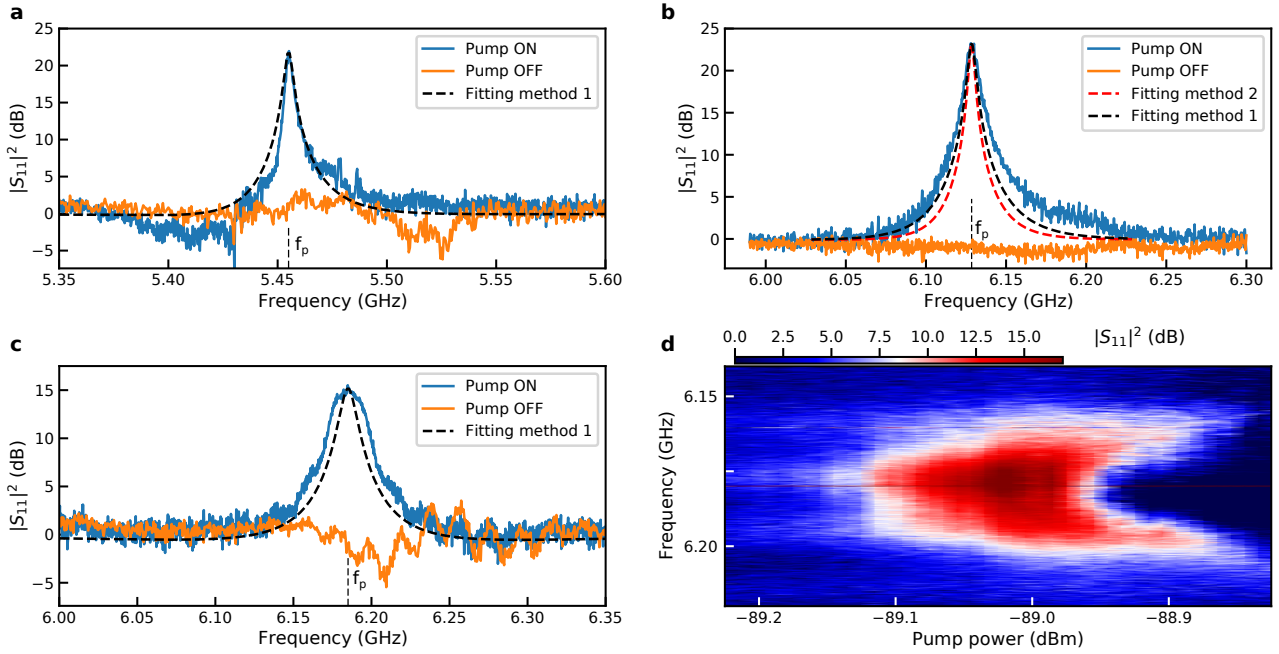 a
|S₁₁|² (dB)
25
20
15
10
5
0
−5
Pump ON
Pump OFF
Fitting method 1
fₚ
5.35
5.40
5.45
5.50
5.55
5.60
Frequency (GHz)
b
|S₁₁|² (dB)
25
20
15
10
5
0
Pump ON
Pump OFF
Fitting method 2
Fitting method 1
fₚ
6.00
6.05
6.10
6.15
6.20
6.25
6.30
Frequency (GHz)
c
|S₁₁|² (dB)
15
10
5
0
−5
Pump ON
Pump OFF
Fitting method 1
fₚ
6.00
6.05
6.10
6.15
6.20
6.25
6.30
6.35
Frequency (GHz)
d
0.0 2.5 5.0 7.5 10.0 12.5 15.0
|S₁₁|² (dB)
Frequency (GHz)
6.15
6.20
−89.2
−89.1
−89.0
−88.9
Pump power (dBm)